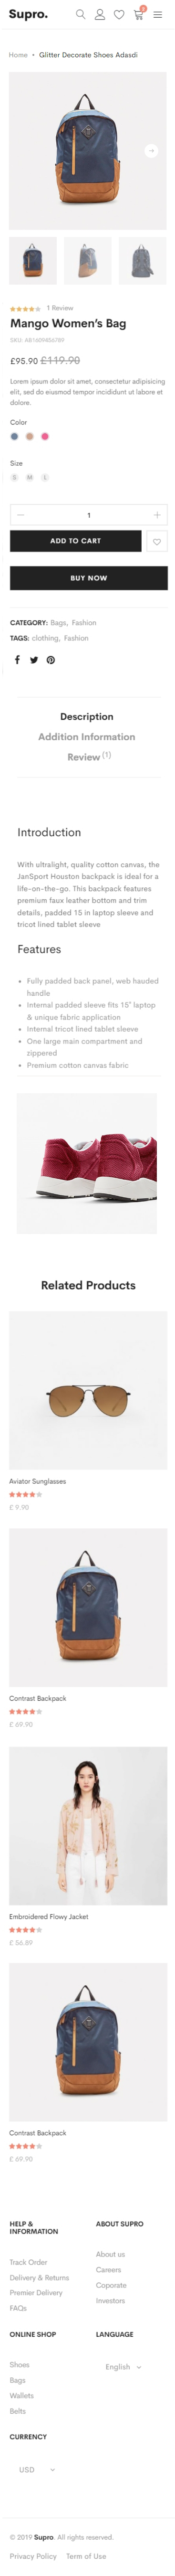 Supro.
2
Home • Glitter Decorate Shoes Adasdi
1 Review
Mango Women's Bag
SKU: AB1609456789
£95.90 £119.90
Lorem ipsum dolor sit amet, consectetur adipisicing
elit, sed do eiusmod tempor incididunt ut labore et
dolore.
Color
Size
S M L
1
ADD TO CART
BUY NOW
CATEGORY: Bags, Fashion
TAGS: clothing, Fashion
Description
Addition Information
Review (1)
Introduction
With ultralight, quality cotton canvas, the
JanSport Houston backpack is ideal for a
life-on-the-go. This backpack features
premium faux leather bottom and trim
details, padded 15 in laptop sleeve and
tricot lined tablet sleeve
Features
• Fully padded back panel, web hauded
handle
• Internal padded sleeve fits 15" laptop
& unique fabric application
• Internal tricot lined tablet sleeve
• One large main compartment and
zippered
• Premium cotton canvas fabric
Related Products
Aviator Sunglasses
£ 9.90
Contrast Backpack
£ 69.90
Embroidered Flowy Jacket
£ 56.89
Contrast Backpack
£ 69.90
HELP &
INFORMATION
Track Order
Delivery & Returns
Premier Delivery
FAQs
ABOUT SUPRO
About us
Careers
Coporate
Investors
ONLINE SHOP
Shoes
Bags
Wallets
Belts
LANGUAGE
English
CURRENCY
USD
© 2019 Supro. All rights reserved.
Privacy Policy Term of Use